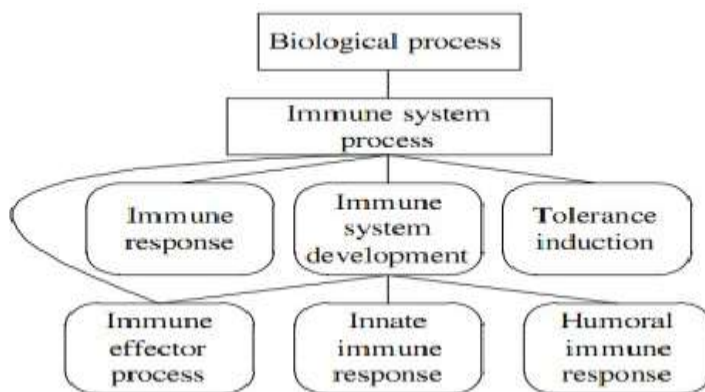 Biological process
Immune system
process
Immune
response
Immune
system
development
Tolerance
induction
Immune
effector
process
Innate
immune
response
Humoral
immune
response